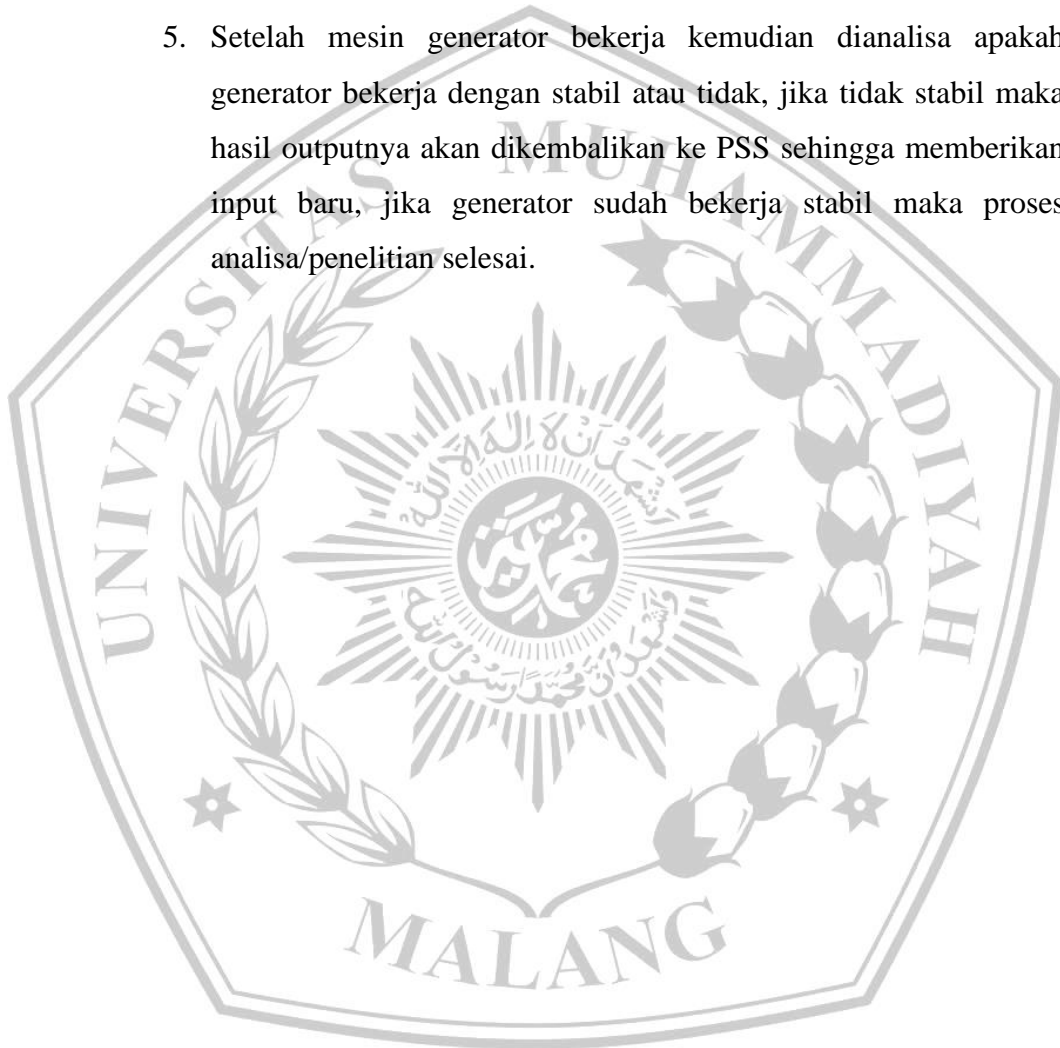 5. Setelah mesin generator bekerja kemudian dianalisa apakah
generator bekerja dengan stabil atau tidak, jika tidak stabil maka
hasil outputnya akan dikembalikan ke PSS sehingga memberikan
input baru, jika generator sudah bekerja stabil maka proses
analisa/penelitian selesai.
UNIVERSITAS MUHAMMADIYAH
MALANG